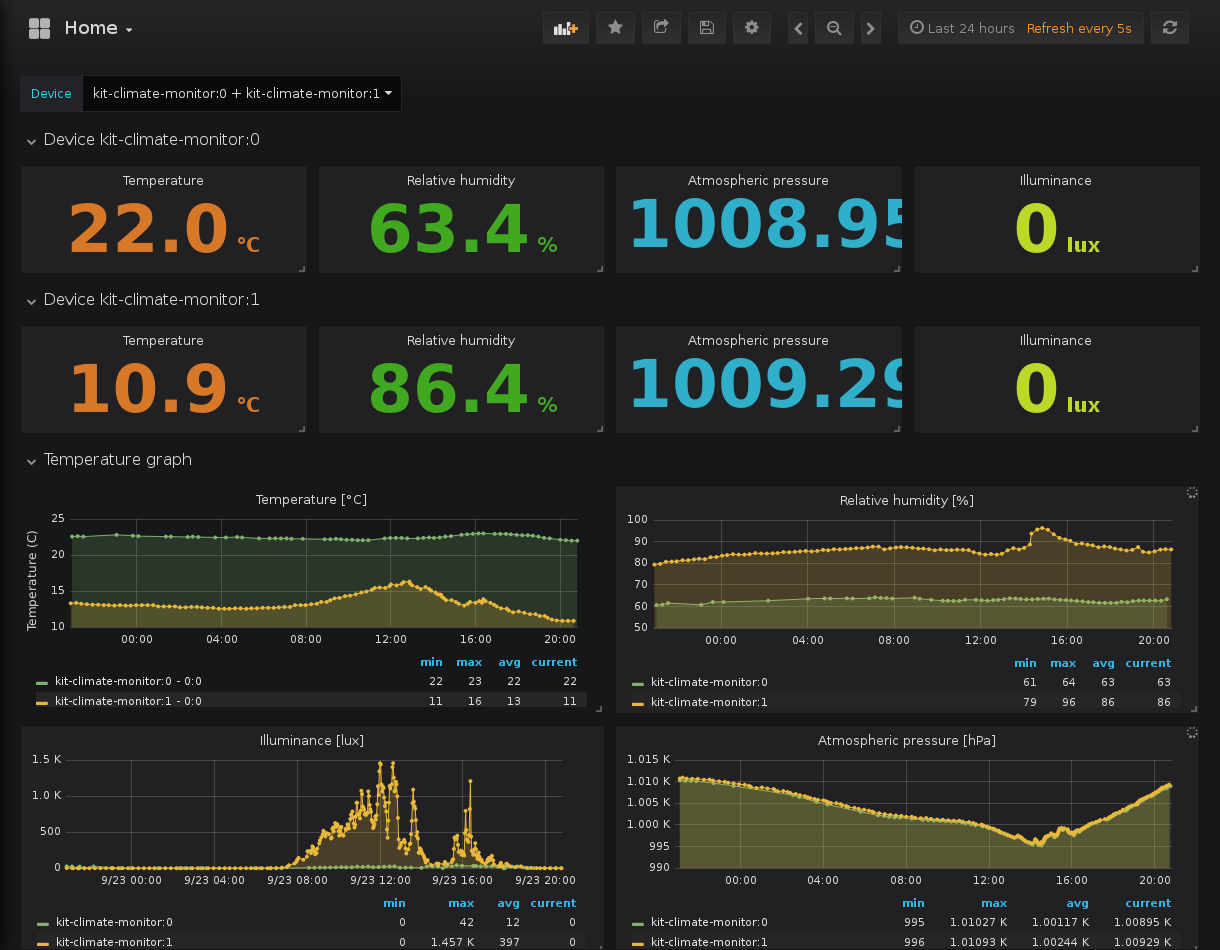 Home
Last 24 hours Refresh every 5s
Device kit-climate-monitor:0 + kit-climate-monitor:1
Device kit-climate-monitor:0
Temperature Relative humidity Atmospheric pressure Illuminance
22.0 °C 63.4 % 1008.95 0 lux
Device kit-climate-monitor:1
Temperature Relative humidity Atmospheric pressure Illuminance
10.9 °C 86.4 % 1009.29 0 lux
Temperature graph
Temperature [°C]
Temperature (C)
25
20
15
10
00:00 04:00 08:00 12:00 16:00 20:00
min max avg current
kit-climate-monitor:0 - 0:0 22 23 22 22
kit-climate-monitor:1 - 0:0 11 16 13 11
Relative humidity [%]
100
90
80
70
60
50
00:00 04:00 08:00 12:00 16:00 20:00
min max avg current
kit-climate-monitor:0 61 64 63 63
kit-climate-monitor:1 79 96 86 86
Illuminance [lux]
1.5 K
1.0 K
500
0
9/23 00:00 9/23 04:00 9/23 08:00 9/23 12:00 9/23 16:00 9/23 20:00
min max avg current
kit-climate-monitor:0 0 42 12 0
kit-climate-monitor:1 0 1.457 K 397 0
Atmospheric pressure [hPa]
1.015 K
1.010 K
1.005 K
1.000 K
995
990
00:00 04:00 08:00 12:00 16:00 20:00
min max avg current
kit-climate-monitor:0 995 1.01027 K 1.00117 K 1.00895 K
kit-climate-monitor:1 996 1.01093 K 1.00244 K 1.00929 K